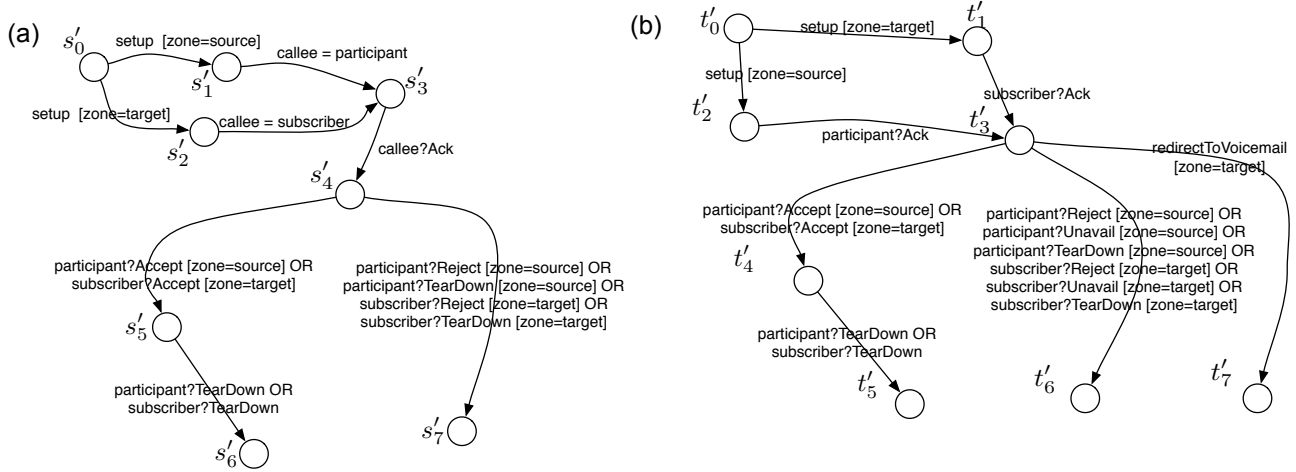 (a)
s′0
setup [zone=source]
callee = participant
s′1
s′3
setup [zone=target]
callee = subscriber
s′2
callee?Ack
s′4
participant?Accept [zone=source] OR
subscriber?Accept [zone=target]
participant?Reject [zone=source] OR
participant?TearDown [zone=source] OR
subscriber?Reject [zone=target] OR
subscriber?TearDown [zone=target]
s′5
participant?TearDown OR
subscriber?TearDown
s′6
s′7
(b)
t′0
setup [zone=target]
t′1
setup [zone=source]
subscriber?Ack
t′2
participant?Ack
t′3
redirectToVoicemail
[zone=target]
participant?Accept [zone=source] OR
subscriber?Accept [zone=target]
participant?Reject [zone=source] OR
participant?Unavail [zone=source] OR
participant?TearDown [zone=source] OR
subscriber?Reject [zone=target] OR
subscriber?Unavail [zone=target] OR
subscriber?TearDown [zone=target]
t′4
participant?TearDown OR
subscriber?TearDown
t′5
t′6
t′7